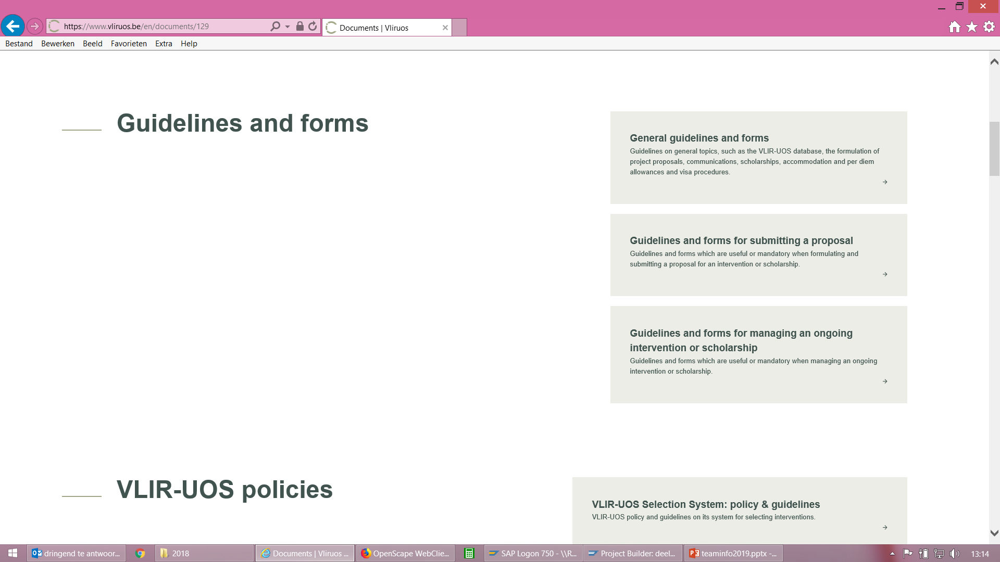 https://www.vliruos.be/en/documents/129
Documents | Vliruos
Bestand Bewerken Beeld Favorieten Extra Help
Guidelines and forms
General guidelines and forms
Guidelines on general topics, such as the VLIR-UOS database, the formulation of
project proposals, communications, scholarships, accommodation and per diem
allowances and visa procedures.
Guidelines and forms for submitting a proposal
Guidelines and forms which are useful or mandatory when formulating and
submitting a proposal for an intervention or scholarship.
Guidelines and forms for managing an ongoing
intervention or scholarship
Guidelines and forms which are useful or mandatory when managing an ongoing
intervention or scholarship.
VLIR-UOS policies
VLIR-UOS Selection System: policy & guidelines
VLIR-UOS policy and guidelines on its system for selecting interventions.
dringend te antwoor... 2018 Documents | Vliruos ... OpenScape WebClie... SAP Logon 750 - \\R... Project Builder: deel... teaminfo2019.pptx -... 13:14